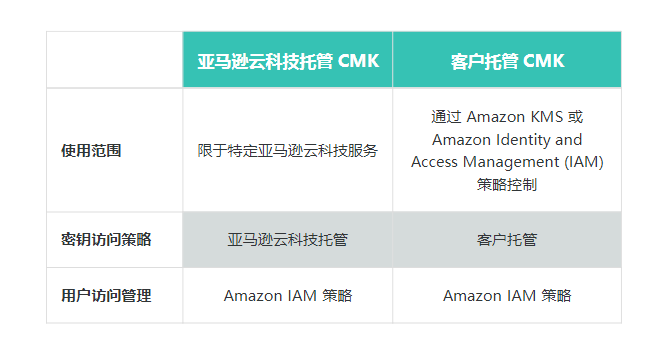 亚马逊云科技托管 CMK
客户托管 CMK
使用范围
限于特定亚马逊云科技服务
通过 Amazon KMS 或
Amazon Identity and
Access Management (IAM)
策略控制
密钥访问策略
亚马逊云科技托管
客户托管
用户访问管理
Amazon IAM 策略
Amazon IAM 策略